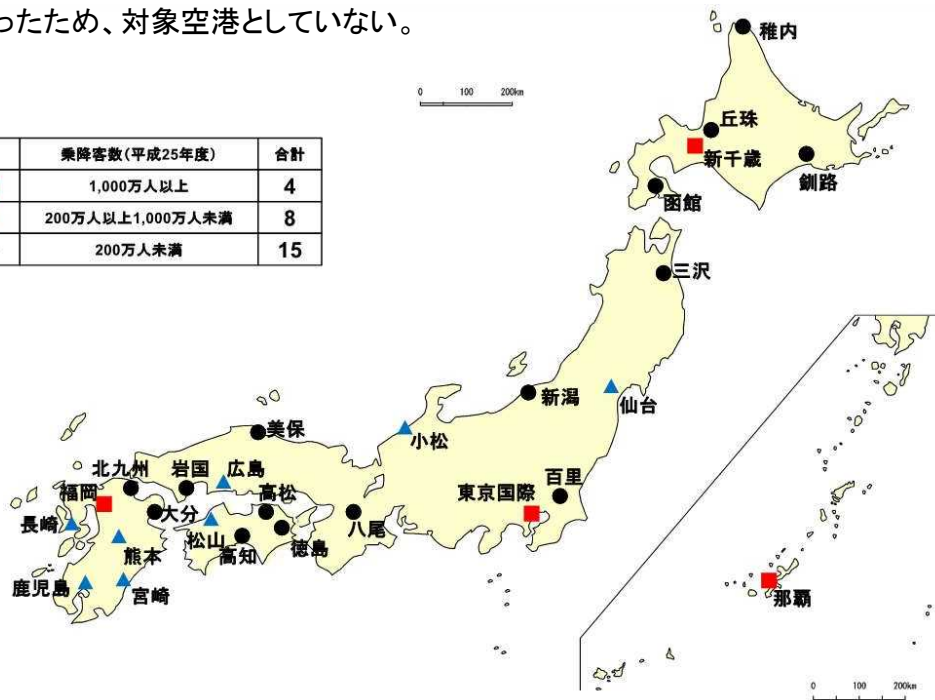 ったため、対象空港としていない。
乗降客数(平成25年度) 合計
1,000万人以上 4
200万人以上1,000万人未満 8
200万人未満 15
0 100 200km
稚内
丘珠
新千歳
釧路
函館
三沢
仙台
新潟
小松
美保
百里
東京国際
北九州
岩国
広島
高松
福岡
大分
八尾
長崎
松山
高知
徳島
熊本
鹿児島
宮崎
那覇
0 100 200km